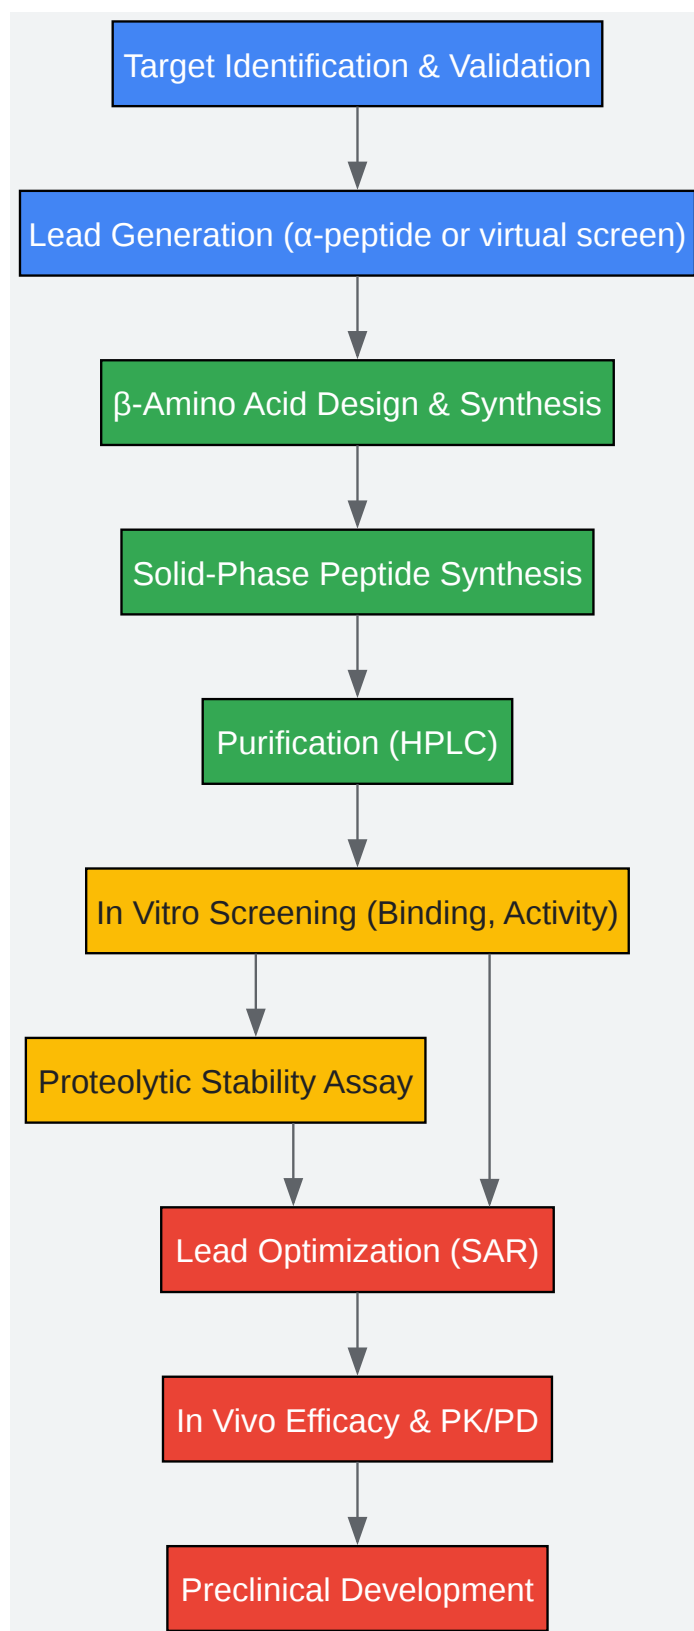 Target Identification & Validation
Lead Generation (α-peptide or virtual screen)
β-Amino Acid Design & Synthesis
Solid-Phase Peptide Synthesis
Purification (HPLC)
In Vitro Screening (Binding, Activity)
Proteolytic Stability Assay
Lead Optimization (SAR)
In Vivo Efficacy & PK/PD
Preclinical Development